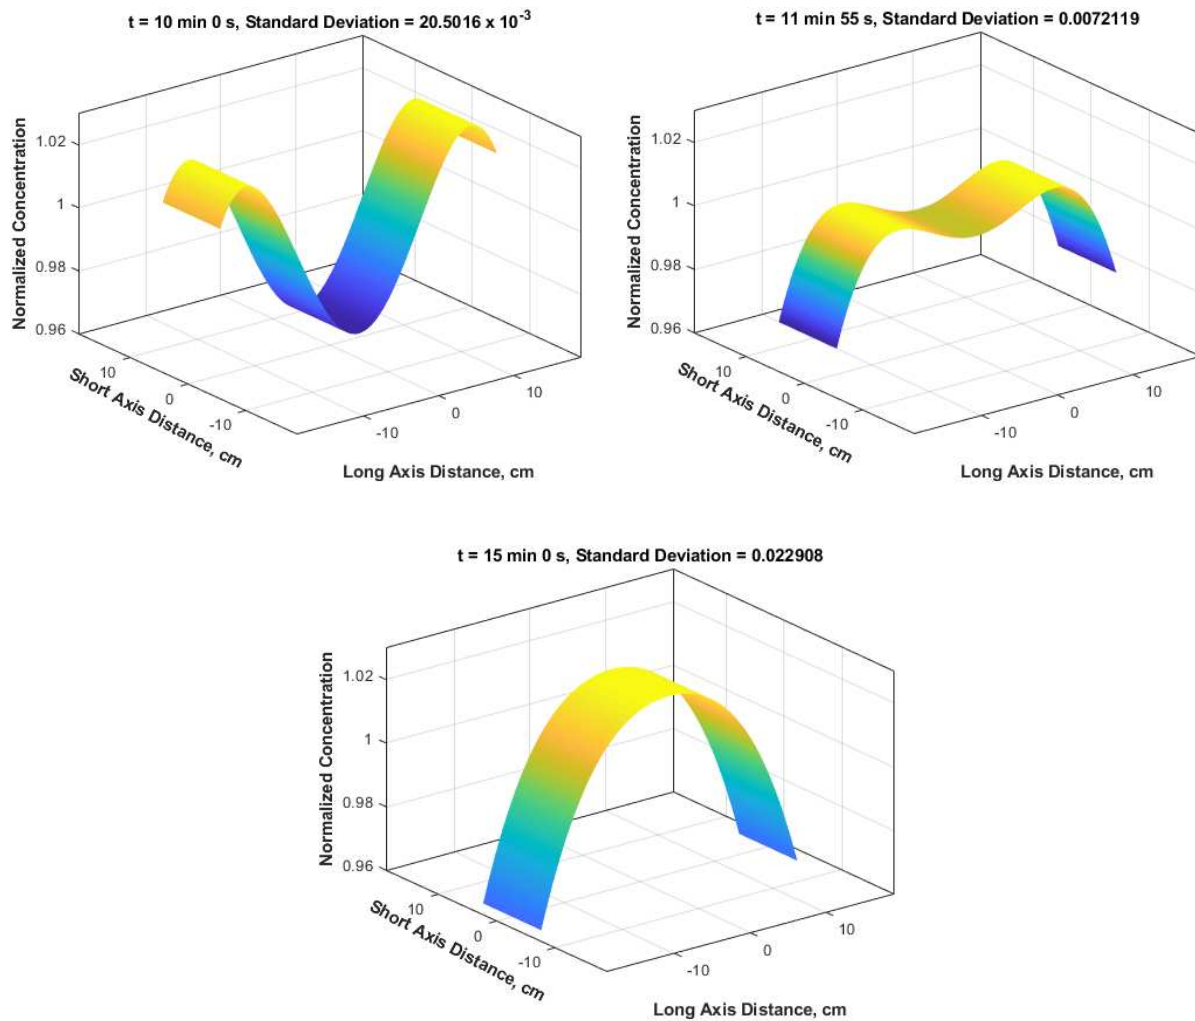 t = 10 min 0 s, Standard Deviation = 20.5016 x 10^-3
Normalized Concentration
1.02
1
0.98
0.96
10
0
-10
Short Axis Distance, cm
-10
0
10
Long Axis Distance, cm
t = 11 min 55 s, Standard Deviation = 0.0072119
Normalized Concentration
1.02
1
0.98
0.96
10
0
-10
Short Axis Distance, cm
-10
0
10
Long Axis Distance, cm
t = 15 min 0 s, Standard Deviation = 0.022908
Normalized Concentration
1.02
1
0.98
0.96
10
0
-10
Short Axis Distance, cm
-10
0
10
Long Axis Distance, cm